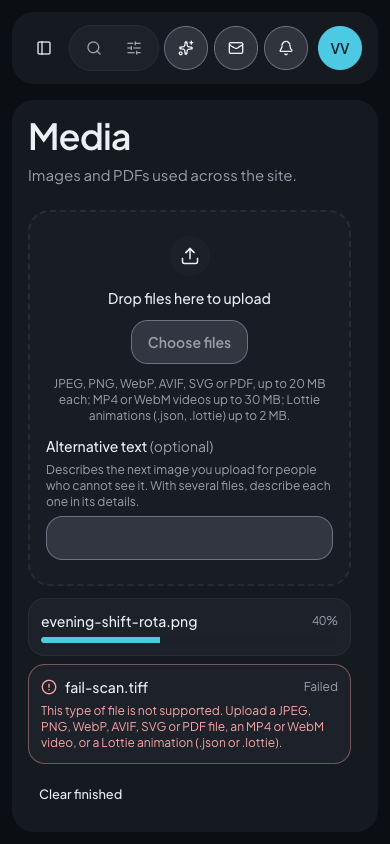 VV
Media
Images and PDFs used across the site.
Drop files here to upload
Choose files
JPEG, PNG, WebP, AVIF, SVG or PDF, up to 20 MB
each; MP4 or WebM videos up to 30 MB; Lottie
animations (.json, .lottie) up to 2 MB.
Alternative text (optional)
Describes the next image you upload for people
who cannot see it. With several files, describe each
one in its details.
evening-shift-rota.png 40%
fail-scan.tiff Failed
This type of file is not supported. Upload a JPEG,
PNG, WebP, AVIF, SVG or PDF file, an MP4 or WebM
video, or a Lottie animation (.json or .lottie).
Clear finished